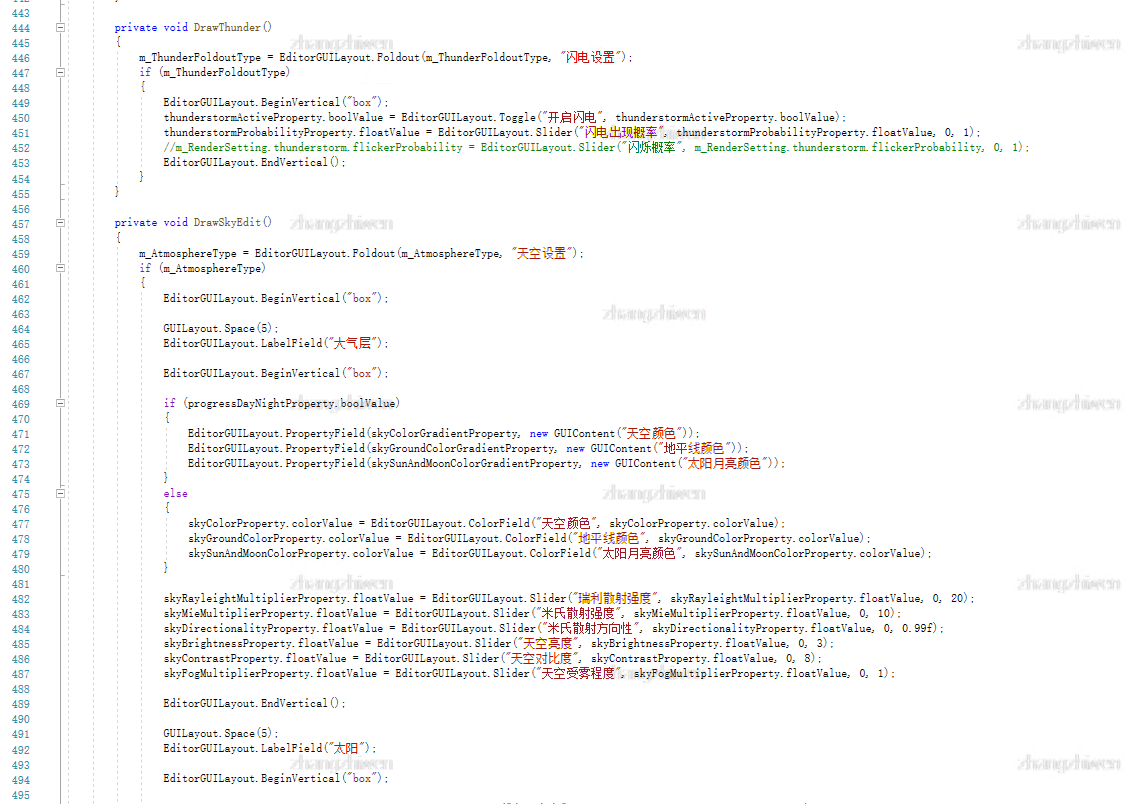 443
444 private void DrawThunder()
445 {
446 m_ThunderFoldoutType = EditorGUILayout.Foldout(m_ThunderFoldoutType, "闪电设置");
447 if (m_ThunderFoldoutType)
448 {
449 EditorGUILayout.BeginVertical("box");
450 thunderstormActiveProperty.boolValue = EditorGUILayout.Toggle("开启闪电", thunderstormActiveProperty.boolValue);
451 thunderstormProbabilityProperty.floatValue = EditorGUILayout.Slider("闪电出现概率", thunderstormProbabilityProperty.floatValue, 0, 1);
452 //m_RenderSetting.thunderstorm.flickerProbability = EditorGUILayout.Slider("闪烁概率", m_RenderSetting.thunderstorm.flickerProbability, 0, 1);
453 EditorGUILayout.EndVertical();
454 }
455 }
456
457 private void DrawSkyEdit()
458 {
459 m_AtmosphereType = EditorGUILayout.Foldout(m_AtmosphereType, "天空设置");
460 if (m_AtmosphereType)
461 {
462 EditorGUILayout.BeginVertical("box");
463
464 GUILayout.Space(5);
465 EditorGUILayout.LabelField("大气层");
466
467 EditorGUILayout.BeginVertical("box");
468
469 if (progressDayNightProperty.boolValue)
470 {
471 EditorGUILayout.PropertyField(skyColorGradientProperty, new GUIContent("天空颜色"));
472 EditorGUILayout.PropertyField(skyGroundColorGradientProperty, new GUIContent("地平线颜色"));
473 EditorGUILayout.PropertyField(skySunAndMoonColorGradientProperty, new GUIContent("太阳月亮颜色"));
474 }
475 else
476 {
477 skyColorProperty.colorValue = EditorGUILayout.ColorField("天空颜色", skyColorProperty.colorValue);
478 skyGroundColorProperty.colorValue = EditorGUILayout.ColorField("地平线颜色", skyGroundColorProperty.colorValue);
479 skySunAndMoonColorProperty.colorValue = EditorGUILayout.ColorField("太阳月亮颜色", skySunAndMoonColorProperty.colorValue);
480 }
481
482 skyRayleightMultiplierProperty.floatValue = EditorGUILayout.Slider("瑞利散射强度", skyRayleightMultiplierProperty.floatValue, 0, 20);
483 skyMieMultiplierProperty.floatValue = EditorGUILayout.Slider("米氏散射强度", skyMieMultiplierProperty.floatValue, 0, 10);
484 skyDirectionalityProperty.floatValue = EditorGUILayout.Slider("米氏散射方向性", skyDirectionalityProperty.floatValue, 0, 0.99f);
485 skyBrightnessProperty.floatValue = EditorGUILayout.Slider("天空亮度", skyBrightnessProperty.floatValue, 0, 3);
486 skyContrastProperty.floatValue = EditorGUILayout.Slider("天空对比度", skyContrastProperty.floatValue, 0, 8);
487 skyFogMultiplierProperty.floatValue = EditorGUILayout.Slider("天空受雾程度", skyFogMultiplierProperty.floatValue, 0, 1);
488
489 EditorGUILayout.EndVertical();
490
491 GUILayout.Space(5);
492 EditorGUILayout.LabelField("太阳");
493
494 EditorGUILayout.BeginVertical("box");
495